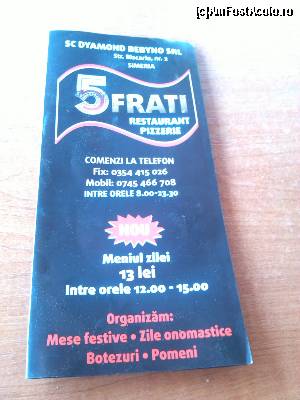 (c)AmFostAcolo.ro
SC DYAMOND BEBYNO SRL
Str. Biscaria, nr. 2
SIMERIA
5 FRATI
RESTAURANT
PIZZERIE
COMENZI LA TELEFON
Fix: 0354 415 026
Mobil: 0745 466 708
INTRE ORELE 8.00-23.30
NOU
Meniul zilei
13 lei
Intre orele 12.00 - 15.00
Organizăm:
Mese festive • Zile onomastice
Botezuri • Pomeni